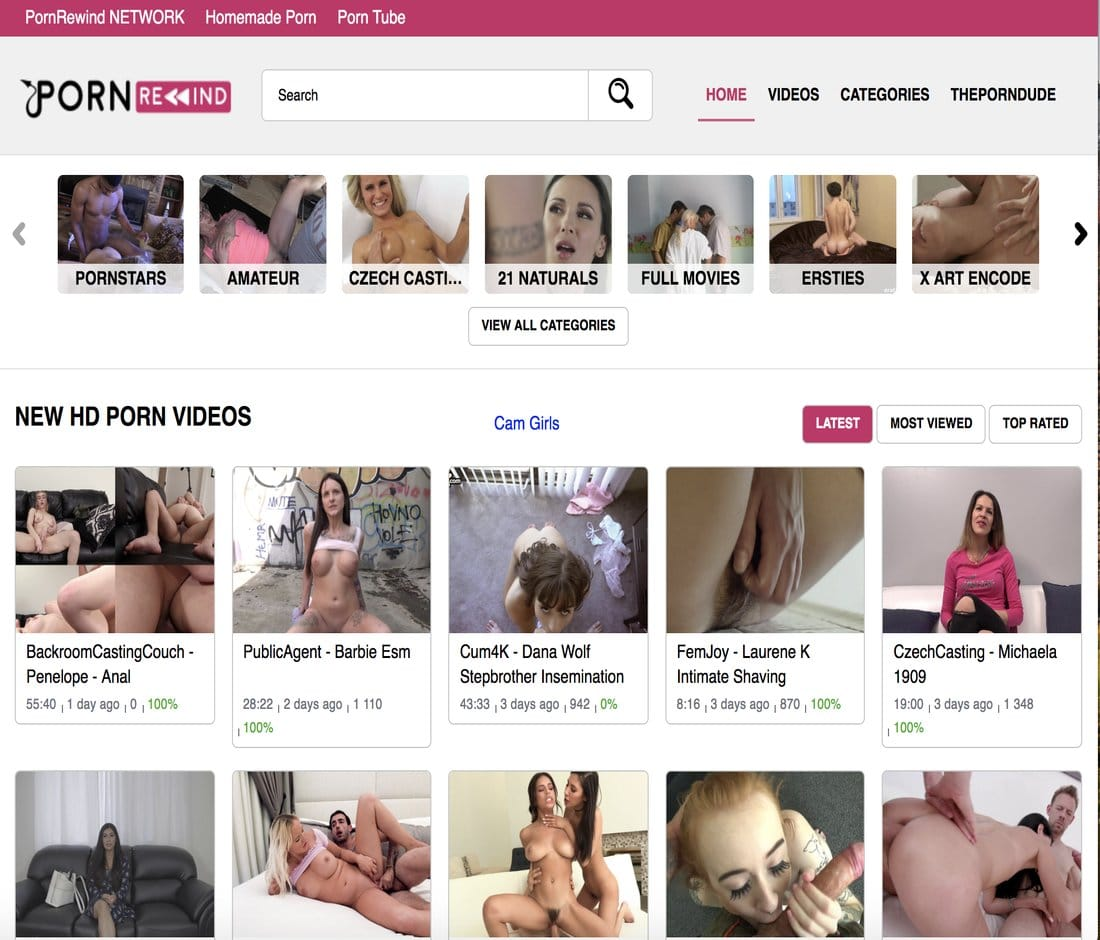 PornRewind NETWORK Homemade Porn Porn Tube
PORN REWIND
Search
HOME VIDEOS CATEGORIES THEPORNDUDE
PORNSTARS AMATEUR CZECH CASTI... 21 NATURALS FULL MOVIES ERSTIES X ART ENCODE
VIEW ALL CATEGORIES
NEW HD PORN VIDEOS
Cam Girls
LATEST MOST VIEWED TOP RATED
BackroomCastingCouch -
Penelope - Anal
55:40 1 day ago 0 100%
PublicAgent - Barbie Esm
28:22 2 days ago 1 110
100%
Cum4K - Dana Wolf
Stepbrother Insemination
43:33 3 days ago 942 0%
FemJoy - Laurene K
Intimate Shaving
8:16 3 days ago 870 100%
CzechCasting - Michaela
1909
19:00 3 days ago 1 348
100%